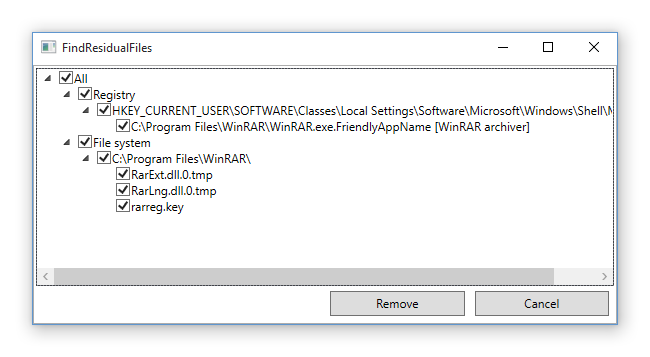 FindResidualFiles
All
Registry
HKEY_CURRENT_USER\SOFTWARE\Classes\Local Settings\Software\Microsoft\Windows\Shell\
C:\Program Files\WinRAR\WinRAR.exe.FriendlyAppName [WinRAR archiver]
File system
C:\Program Files\WinRAR\
RarExt.dll.0.tmp
RarLng.dll.0.tmp
rarreg.key
Remove Cancel